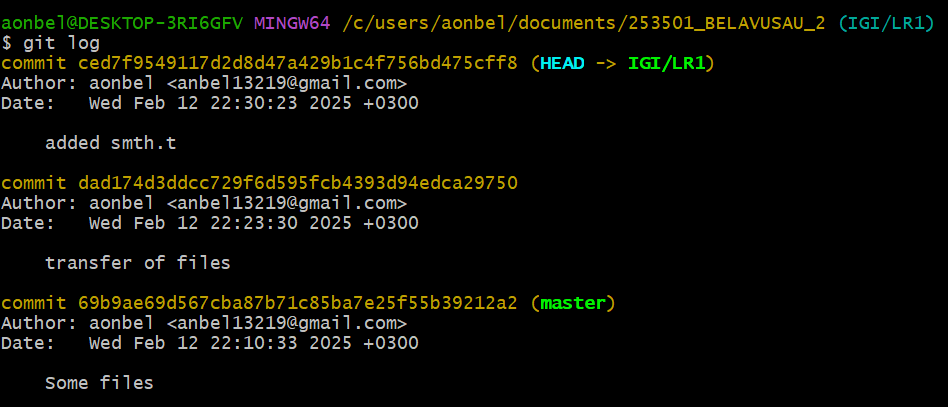 aonbel@DESKTOP-3RI6GFV MINGW64 /c/users/aonbel/documents/253501_BELAVUSAU_2 (IGI/LR1)
$ git log
commit ced7f9549117d2d8d47a429b1c4f756bd475cff8 (HEAD -> IGI/LR1)
Author: aonbel <anbel13219@gmail.com>
Date:   Wed Feb 12 22:30:23 2025 +0300
    added smth.t
commit dad174d3ddcc729f6d595fcb4393d94edca29750
Author: aonbel <anbel13219@gmail.com>
Date:   Wed Feb 12 22:23:30 2025 +0300
    transfer of files
commit 69b9ae69d567cba87b71c85ba7e25f55b39212a2 (master)
Author: aonbel <anbel13219@gmail.com>
Date:   Wed Feb 12 22:10:33 2025 +0300
    Some files